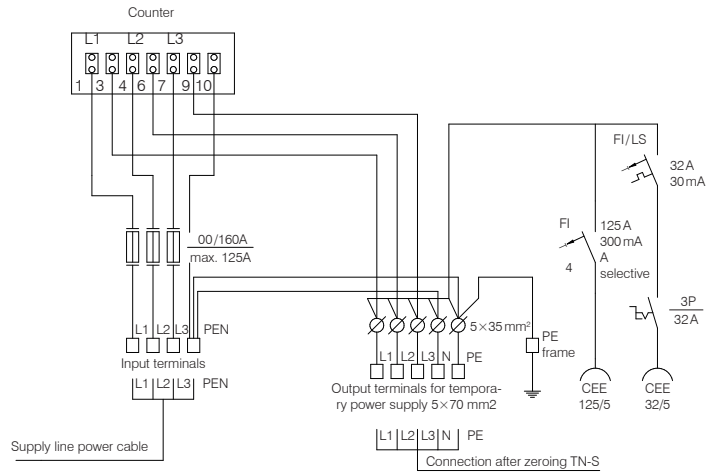 Counter
L1 L2 L3
1 3 4 6 7 9 10
FI/LS
32 A
30 mA
FI
4
125 A
300 mA
A
selective
00/160A
max. 125A
3P
32 A
L1 L2 L3 PEN
5×35 mm²
PE
frame
Input terminals
L1 L2 L3 N PE
Output terminals for tempora-
ry power supply 5×70 mm2
CEE
125/5
CEE
32/5
L1 L2 L3 PEN
Supply line power cable
L1 L2 L3 N PE
Connection after zeroing TN-S